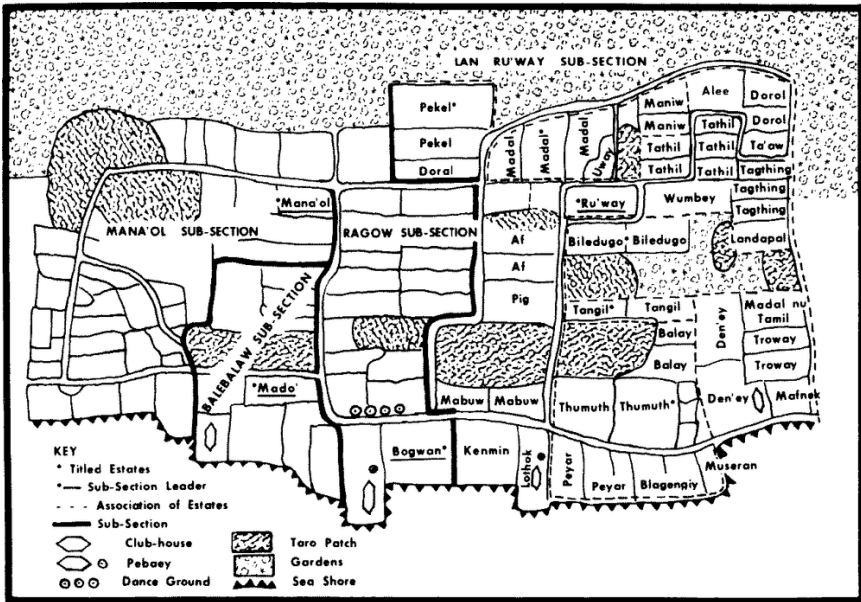 LAN RU'WAY SUB-SECTION
Pekel*
Pekel
Doral
Madal
Madal*
Madal
Uway
Maniw
Alee
Dorol
Maniw
Tathil
Dorol
Tathil
Tathil
Ta'aw
Tathil
Tathil
Tagthing
*Mana'ol
*Ru'way
Wumbey
Tagthing
Tagthing
MANA'OL SUB-SECTION
RAGOW SUB-SECTION
Af
Biledugo*
Biledugo
Landapal
Af
Pig
Tangil*
Tangil
Den'ey
Madal nu
Tamil
BALEBALAW SUB-SECTION
Balay
Troway
Balay
Troway
*Mado'
Mabuw
Mabuw
Thumuth
Thumuth*
Den'ey
Mafnek
Bogwan*
Kenmin
Lothok
Peyar
Peyar
Blagengiy
Museran
KEY
* Titled Estates
*— Sub-Section Leader
- - - Association of Estates
Sub-Section
Club-house
Pebaey
Dance Ground
Taro Patch
Gardens
Sea Shore